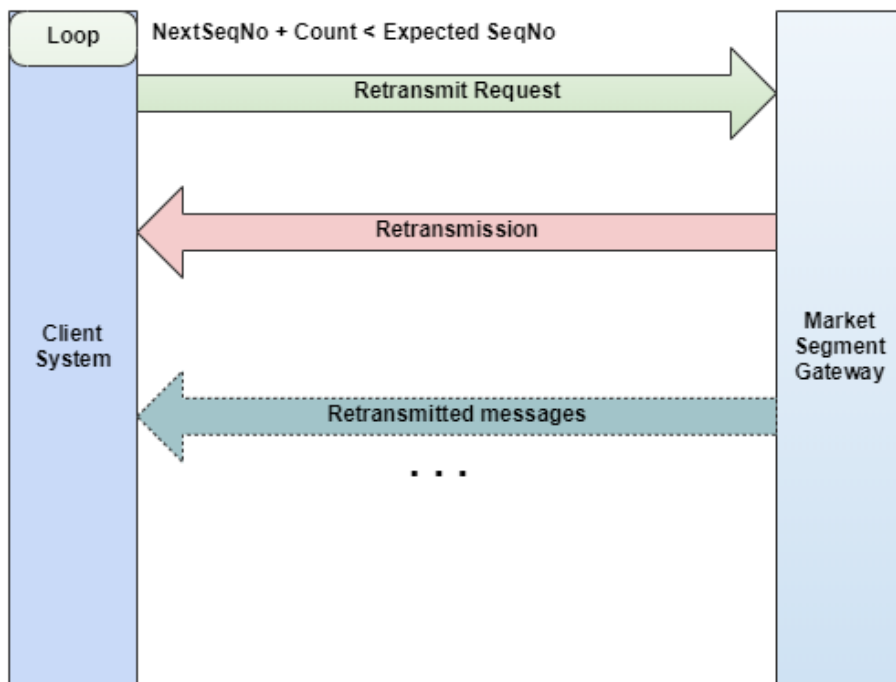 Loop
NextSeqNo + Count < Expected SeqNo
Retransmit Request
Retransmission
Client
System
Market
Segment
Gateway
Retransmitted messages
. . .